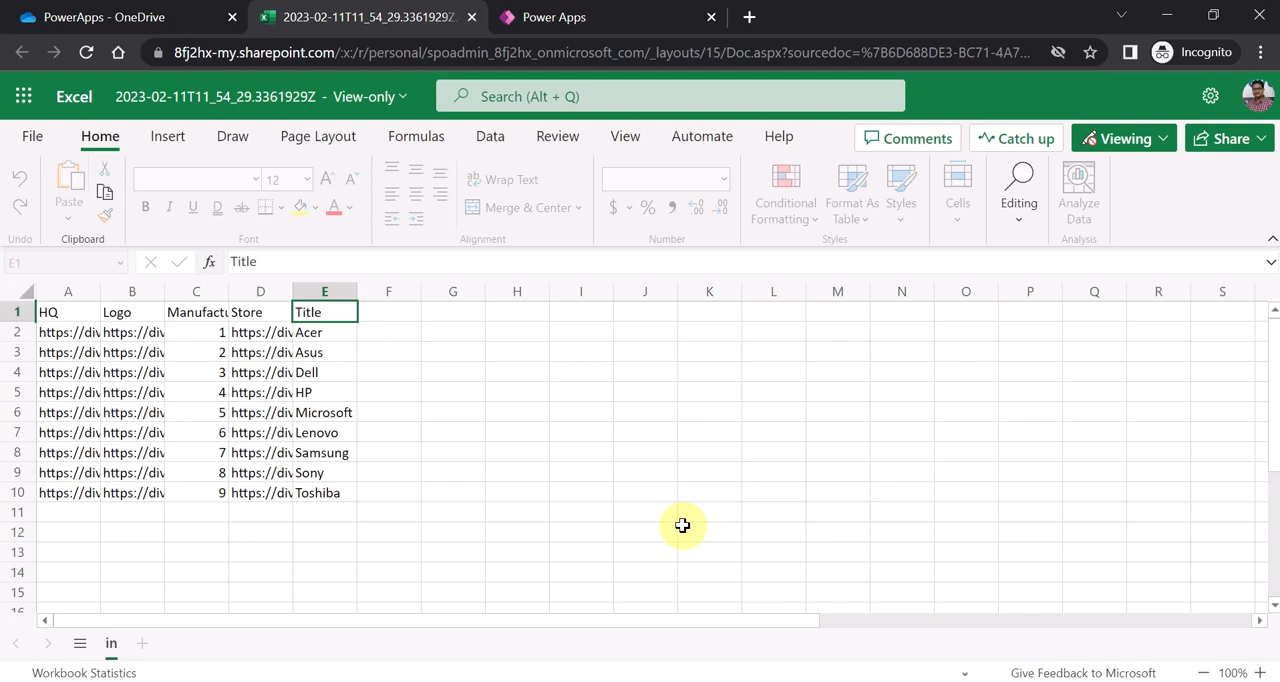 PowerApps - OneDrive
2023-02-11T11_54_29.3361929Z
Power Apps
8fj2hx-my.sharepoint.com/:x:/r/personal/spoadmin_8fj2hx_onmicrosoft_com/_layouts/15/Doc.aspx?sourcedoc=%7B6D688DE3-BC71-4A7...
Incognito
Excel 2023-02-11T11_54_29.3361929Z - View-only
Search (Alt + Q)
File Home Insert Draw Page Layout Formulas Data Review View Automate Help
Comments Catch up Viewing Share
Paste
12
Wrap Text
Merge & Center
Conditional Formatting
Format As Table
Styles
Cells
Editing
Analyze Data
Undo Clipboard Font Alignment Number Styles Analysis
E1
fx Title
A B C D E F G H I J K L M N O P Q R S
1 HQ Logo Manufactu Store Title
2 https://div https://div 1 https://div Acer
3 https://div https://div 2 https://div Asus
4 https://div https://div 3 https://div Dell
5 https://div https://div 4 https://div HP
6 https://div https://div 5 https://div Microsoft
7 https://div https://div 6 https://div Lenovo
8 https://div https://div 7 https://div Samsung
9 https://div https://div 8 https://div Sony
10 https://div https://div 9 https://div Toshiba
11
12
13
14
15
16
in
Workbook Statistics
Give Feedback to Microsoft
100%